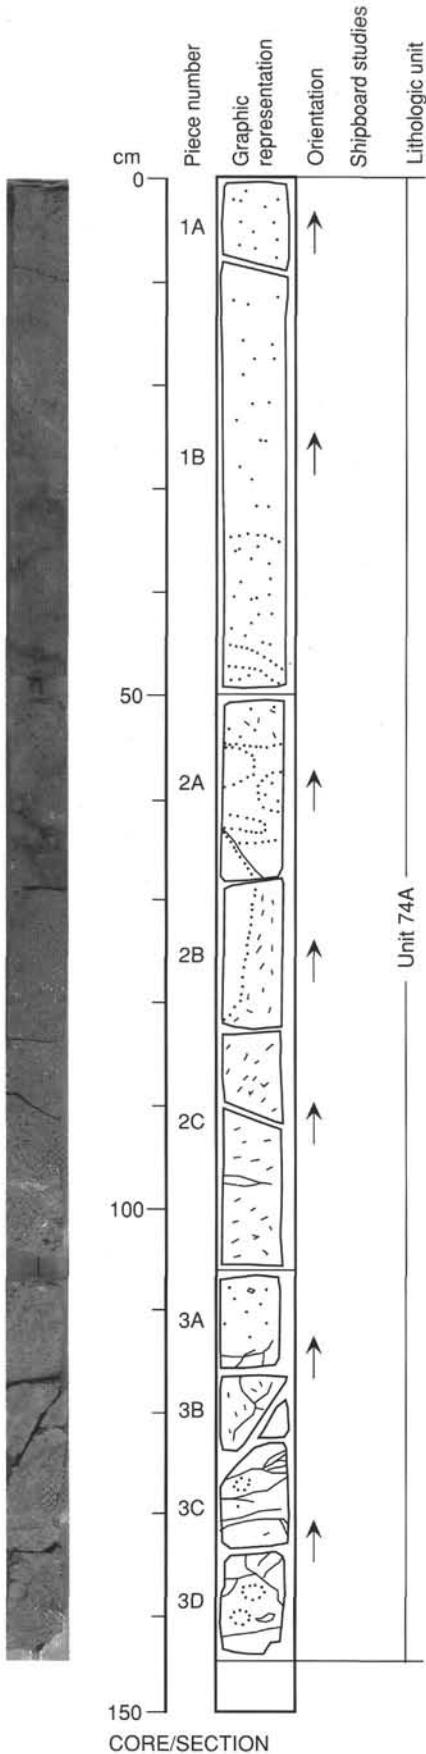 cm
Piece number
Graphic
representation
Orientation
Shipboard studies
Lithologic unit
0
1A
1B
50
2A
2B
Unit 74A
2C
100
3A
3B
3C
3D
150
CORE/SECTION